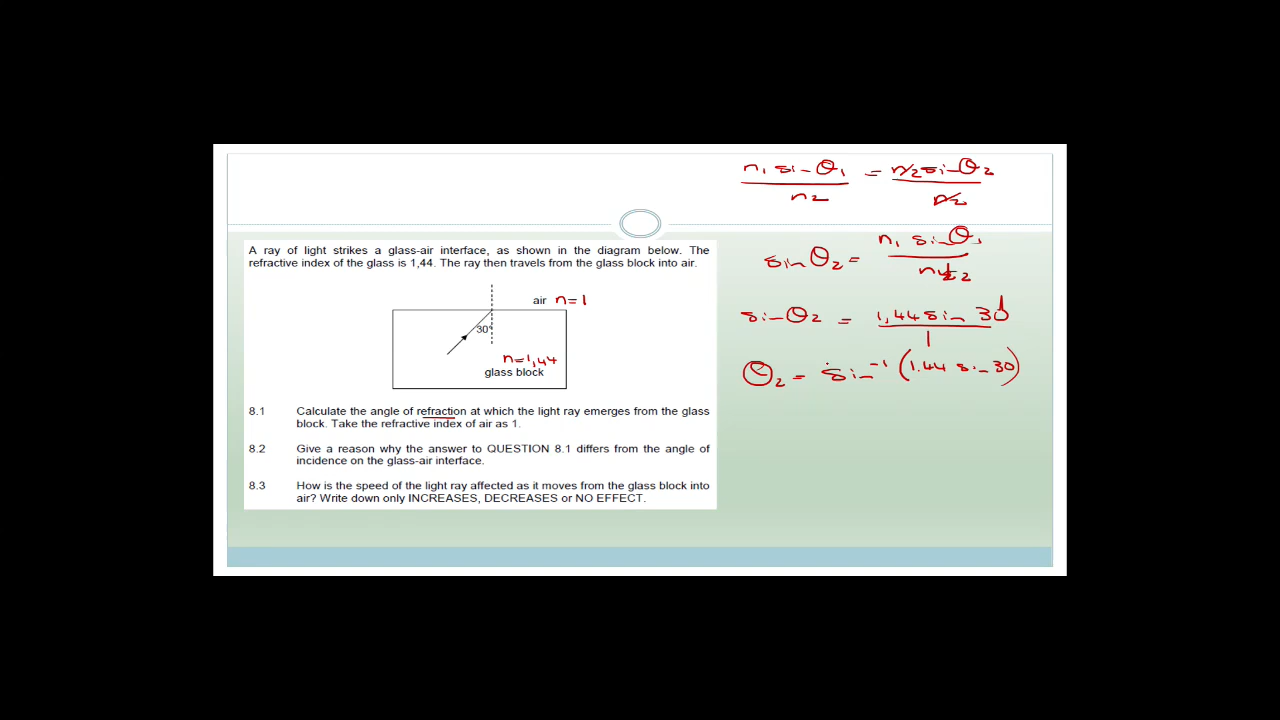 n₁ sin θ₁ = n₂ sin θ₂
n₂ n₂
A ray of light strikes a glass-air interface, as shown in the diagram below. The
refractive index of the glass is 1,44. The ray then travels from the glass block into air.
air n=1
30°
n=1,44
glass block
8.1 Calculate the angle of refraction at which the light ray emerges from the glass
block. Take the refractive index of air as 1.
8.2 Give a reason why the answer to QUESTION 8.1 differs from the angle of
incidence on the glass-air interface.
8.3 How is the speed of the light ray affected as it moves from the glass block into
air? Write down only INCREASES, DECREASES or NO EFFECT.
sin θ₂ = n₁ sin θ₁
n₂
sin θ₂ = 1,44 sin 30
1
θ₂ = sin⁻¹ (1.44 sin 30)